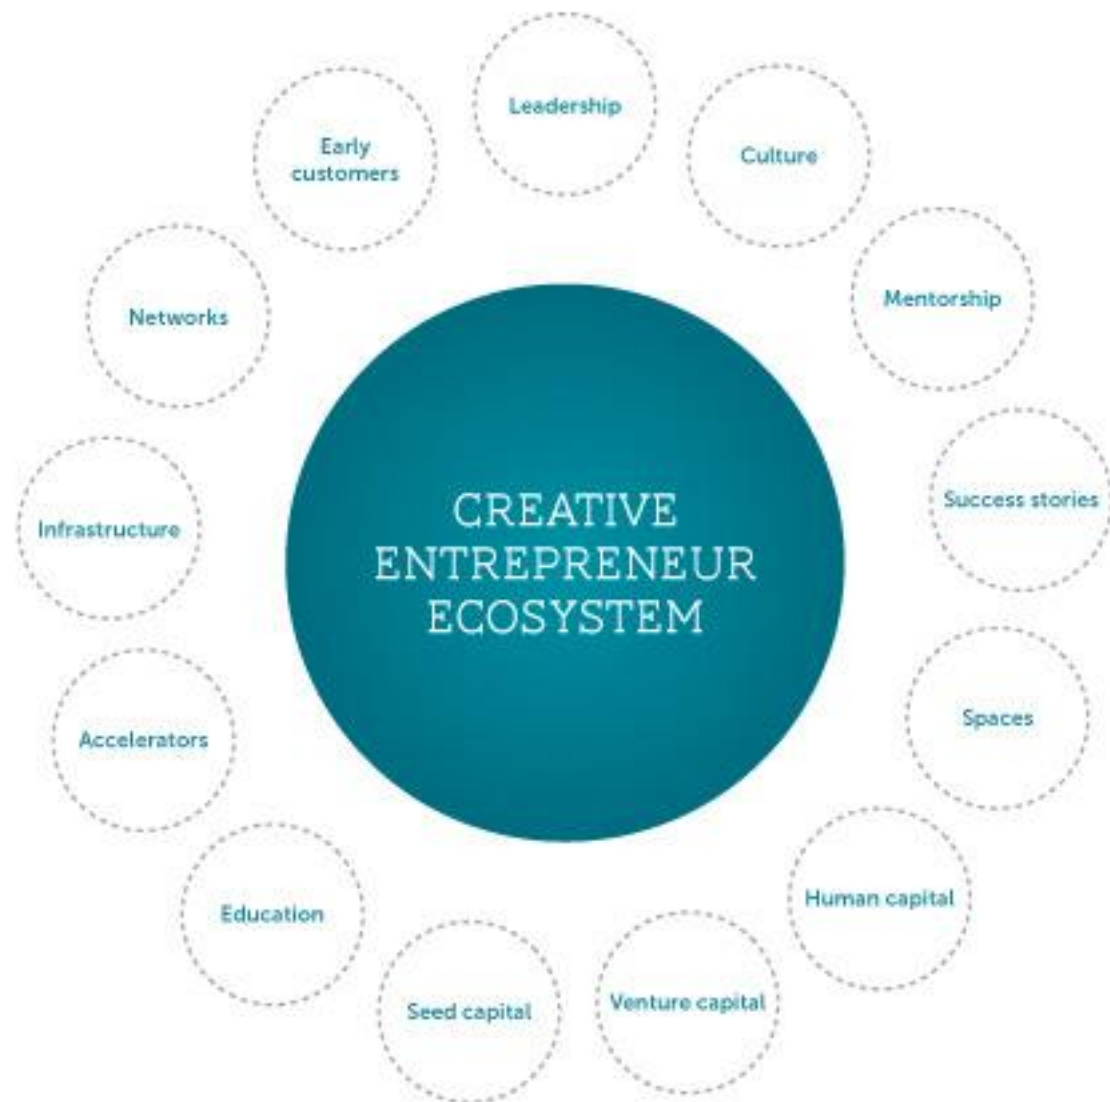 Leadership
Culture
Mentorship
Success stories
Spaces
Human capital
Venture capital
Seed capital
Education
Accelerators
Infrastructure
Networks
Early
customers
CREATIVE
ENTREPRENEUR
ECOSYSTEM